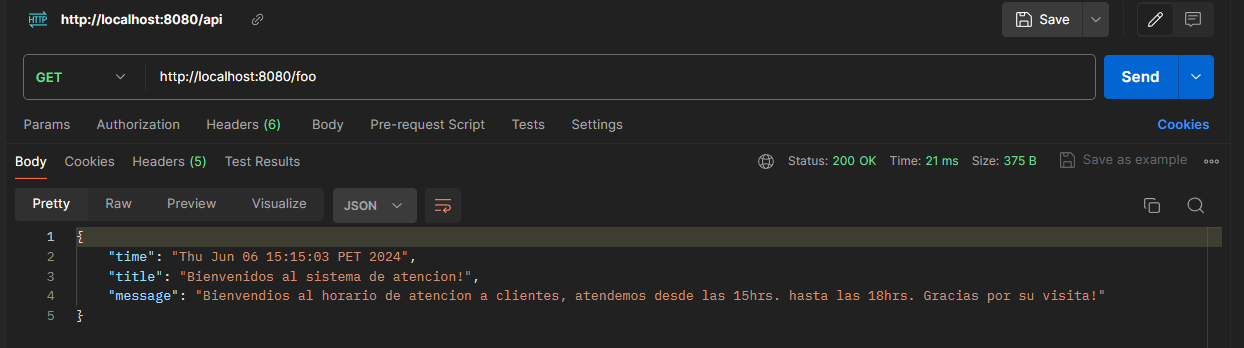 HTTP http://localhost:8080/api Save
GET http://localhost:8080/foo Send
Params Authorization Headers (6) Body Pre-request Script Tests Settings Cookies
Body Cookies Headers (5) Test Results Status: 200 OK Time: 21 ms Size: 375 B Save as example
Pretty Raw Preview Visualize JSON
1 {
2 "time": "Thu Jun 06 15:15:03 PET 2024",
3 "title": "Bienvenidos al sistema de atencion!",
4 "message": "Bienvendios al horario de atencion a clientes, atendemos desde las 15hrs. hasta las 18hrs. Gracias por su visita!"
5 }